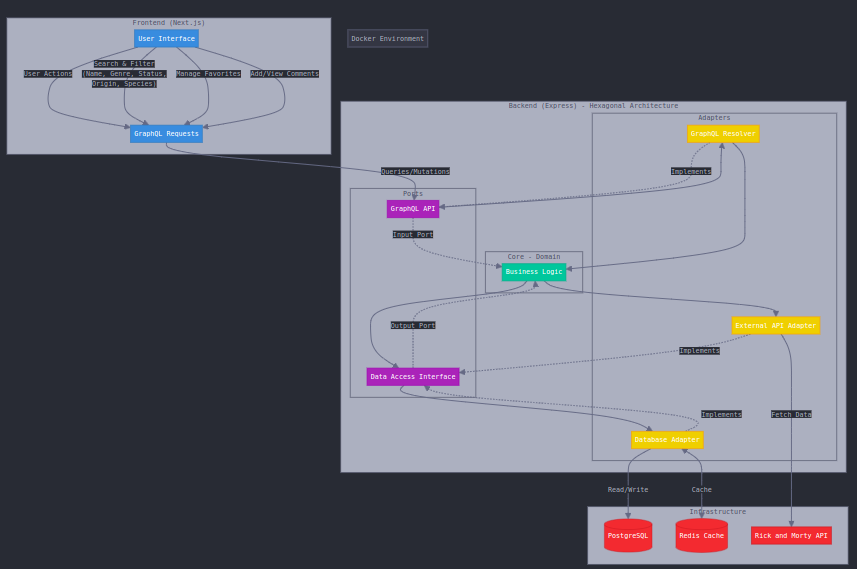 Frontend (Next.js)
User Interface
Docker Environment
Search & Filter
(Name, Genre, Status,
Origin, Species)
User Actions
Manage Favorites
Add/View Comments
GraphQL Requests
Backend (Express) - Hexagonal Architecture
Adapters
GraphQL Resolver
Queries/Mutations
Implements
Ports
GraphQL API
Input Port
Core - Domain
Business Logic
Output Port
External API Adapter
Implements
Data Access Interface
Implements
Fetch Data
Database Adapter
Read/Write
Cache
Infrastructure
PostgreSQL
Redis Cache
Rick and Morty API